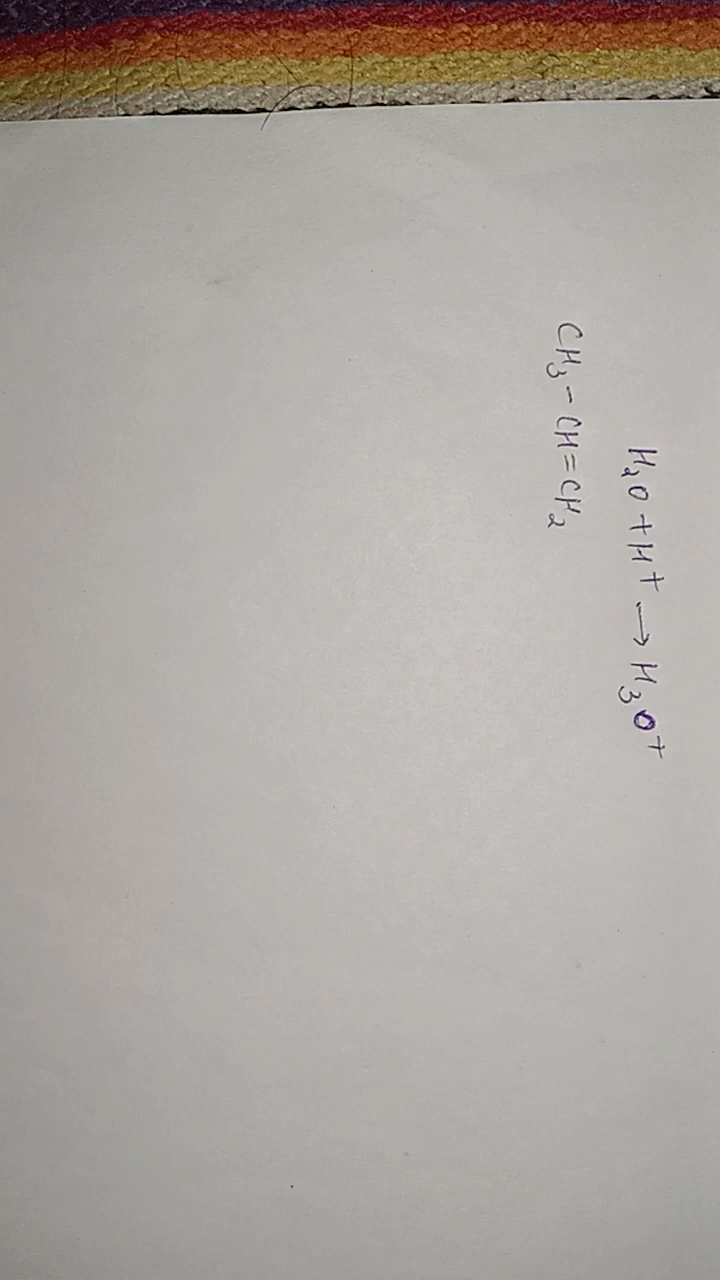 H₂O + H⁺ → H₃O⁺
CH₃ - CH = CH₂